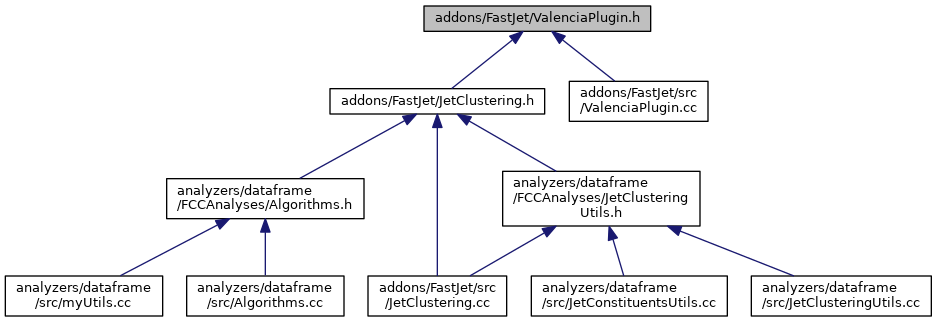 addons/FastJet/ValenciaPlugin.h
addons/FastJet/src
/ValenciaPlugin.cc
addons/FastJet/JetClustering.h
analyzers/dataframe
/FCCAnalyses/Algorithms.h
analyzers/dataframe
/FCCAnalyses/JetClustering
Utils.h
analyzers/dataframe
/src/myUtils.cc
analyzers/dataframe
/src/Algorithms.cc
addons/FastJet/src
/JetClustering.cc
analyzers/dataframe
/src/JetConstituentsUtils.cc
analyzers/dataframe
/src/JetClusteringUtils.cc